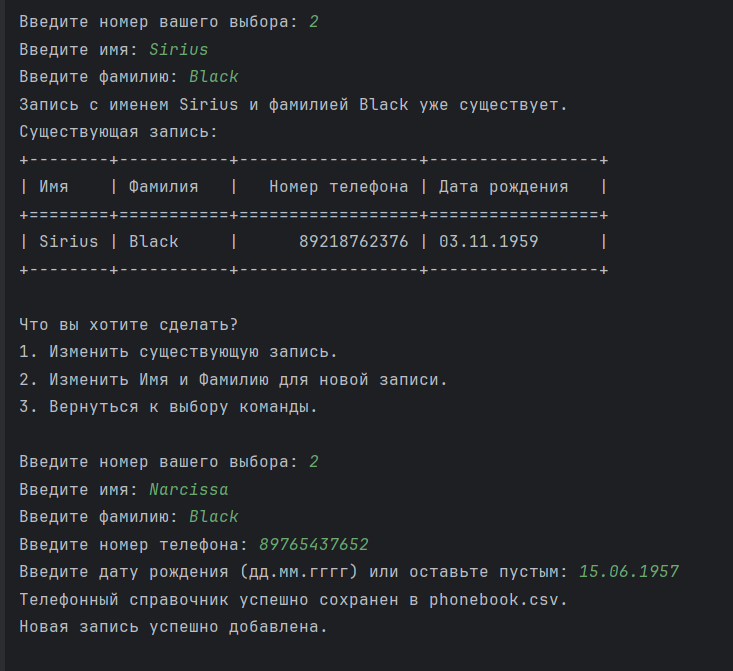 Введите номер вашего выбора: 2
Введите имя: Sirius
Введите фамилию: Black
Запись с именем Sirius и фамилией Black уже существует.
Существующая запись:
+--------+-----------+------------------+-----------------+
| Имя    | Фамилия   |   Номер телефона | Дата рождения   |
+========+===========+==================+=================+
| Sirius | Black     |      89218762376 | 03.11.1959      |
+--------+-----------+------------------+-----------------+
Что вы хотите сделать?
1. Изменить существующую запись.
2. Изменить Имя и Фамилию для новой записи.
3. Вернуться к выбору команды.
Введите номер вашего выбора: 2
Введите имя: Narcissa
Введите фамилию: Black
Введите номер телефона: 89765437652
Введите дату рождения (дд.мм.гггг) или оставьте пустым: 15.06.1957
Телефонный справочник успешно сохранен в phonebook.csv.
Новая запись успешно добавлена.